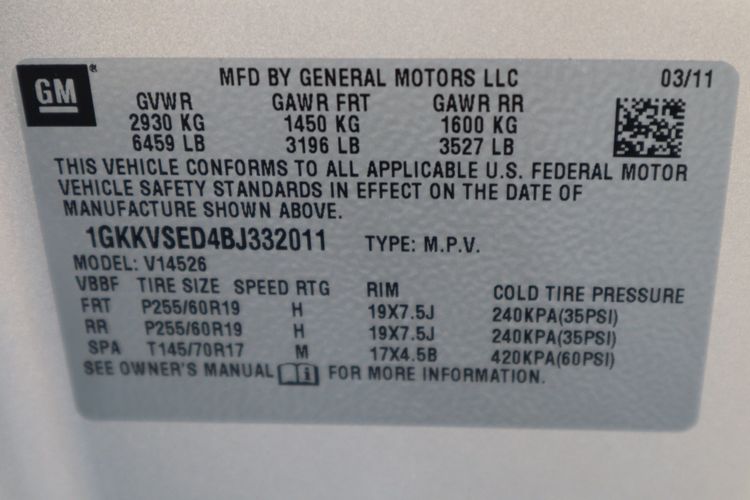 GM MFD BY GENERAL MOTORS LLC 03/11
GVWR GAWR FRT GAWR RR
2930 KG 1450 KG 1600 KG
6459 LB 3196 LB 3527 LB
THIS VEHICLE CONFORMS TO ALL APPLICABLE U.S. FEDERAL MOTOR
VEHICLE SAFETY STANDARDS IN EFFECT ON THE DATE OF
MANUFACTURE SHOWN ABOVE.
1GKKVSED4BJ332011 TYPE: M.P.V.
MODEL: V14526
VBBF TIRE SIZE SPEED RTG RIM COLD TIRE PRESSURE
FRT P255/60R19 H 19X7.5J 240KPA(35PSI)
RR P255/60R19 H 19X7.5J 240KPA(35PSI)
SPA T145/70R17 M 17X4.5B 420KPA(60PSI)
SEE OWNER'S MANUAL i FOR MORE INFORMATION.